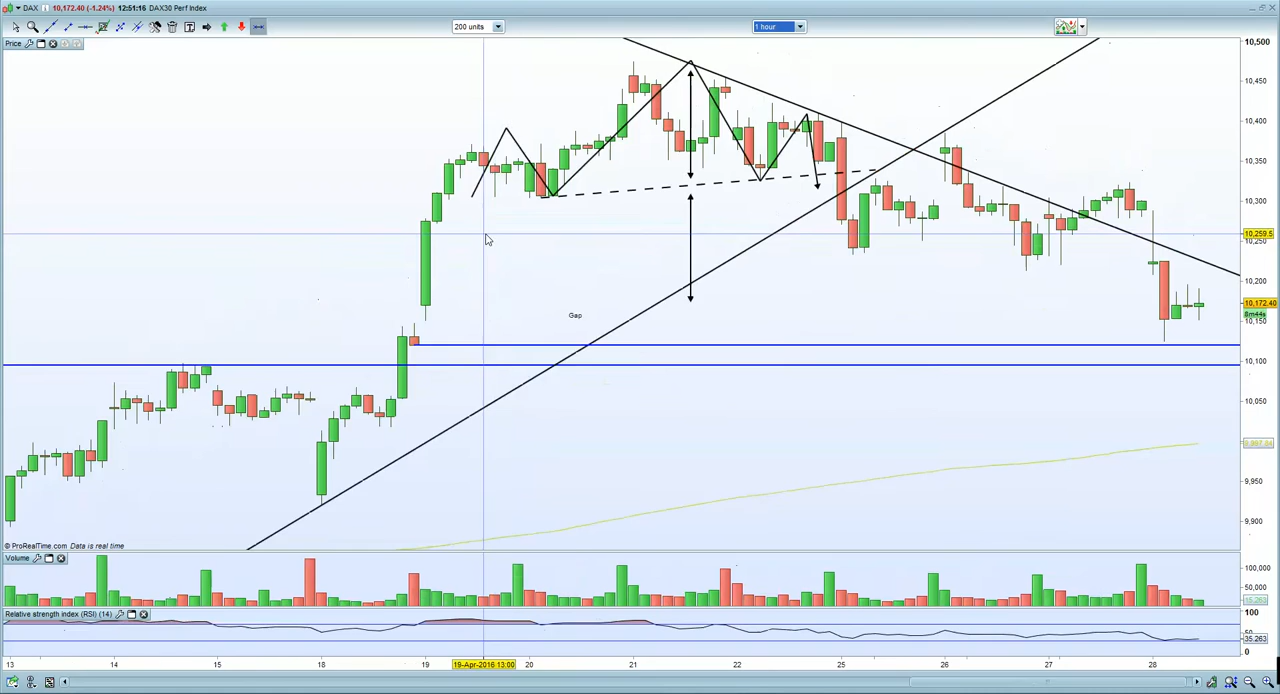 DAX 10,172.40 (-1.24%) 12:51:16 DAX30 Perf Index
200 units 1 hour
Price
10,500
10,450
10,400
10,350
10,300
10,259.5
10,250
10,200
10,172.40
8m44s
10,150
10,100
10,050
9,950
9,900
Gap
© ProRealTime.com Data is real time
Volume
100,000
50,000
15,263
Relative strength index (RSI) (14)
100
50
35.263
0
13 14 15 18 19 19-Apr-2016 13:00 20 21 22 25 26 27 28